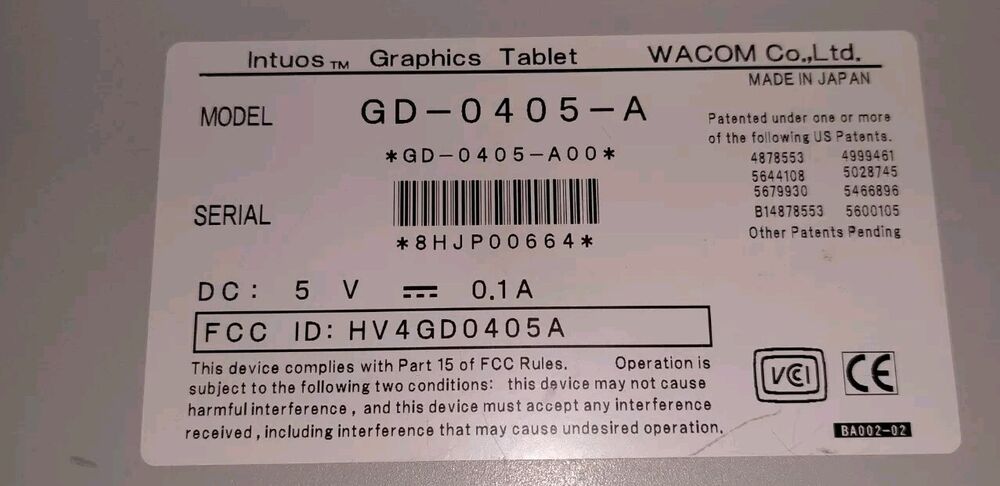 Intuos TM Graphics Tablet WACOM Co.,Ltd.
MADE IN JAPAN
MODEL GD-0405-A
*GD-0405-A00*
Patented under one or more
of the following US Patents.
4878553 4999461
5644108 5028745
5679930 5466896
B14878553 5600105
Other Patents Pending
SERIAL
*8HJP00664*
DC: 5 V ⎓ 0.1A
FCC ID: HV4GD0405A
This device complies with Part 15 of FCC Rules. Operation is
subject to the following two conditions: this device may not cause
harmful interference, and this device must accept any interference
received, including interference that may cause undesired operation.
VCI CE
BA002-02